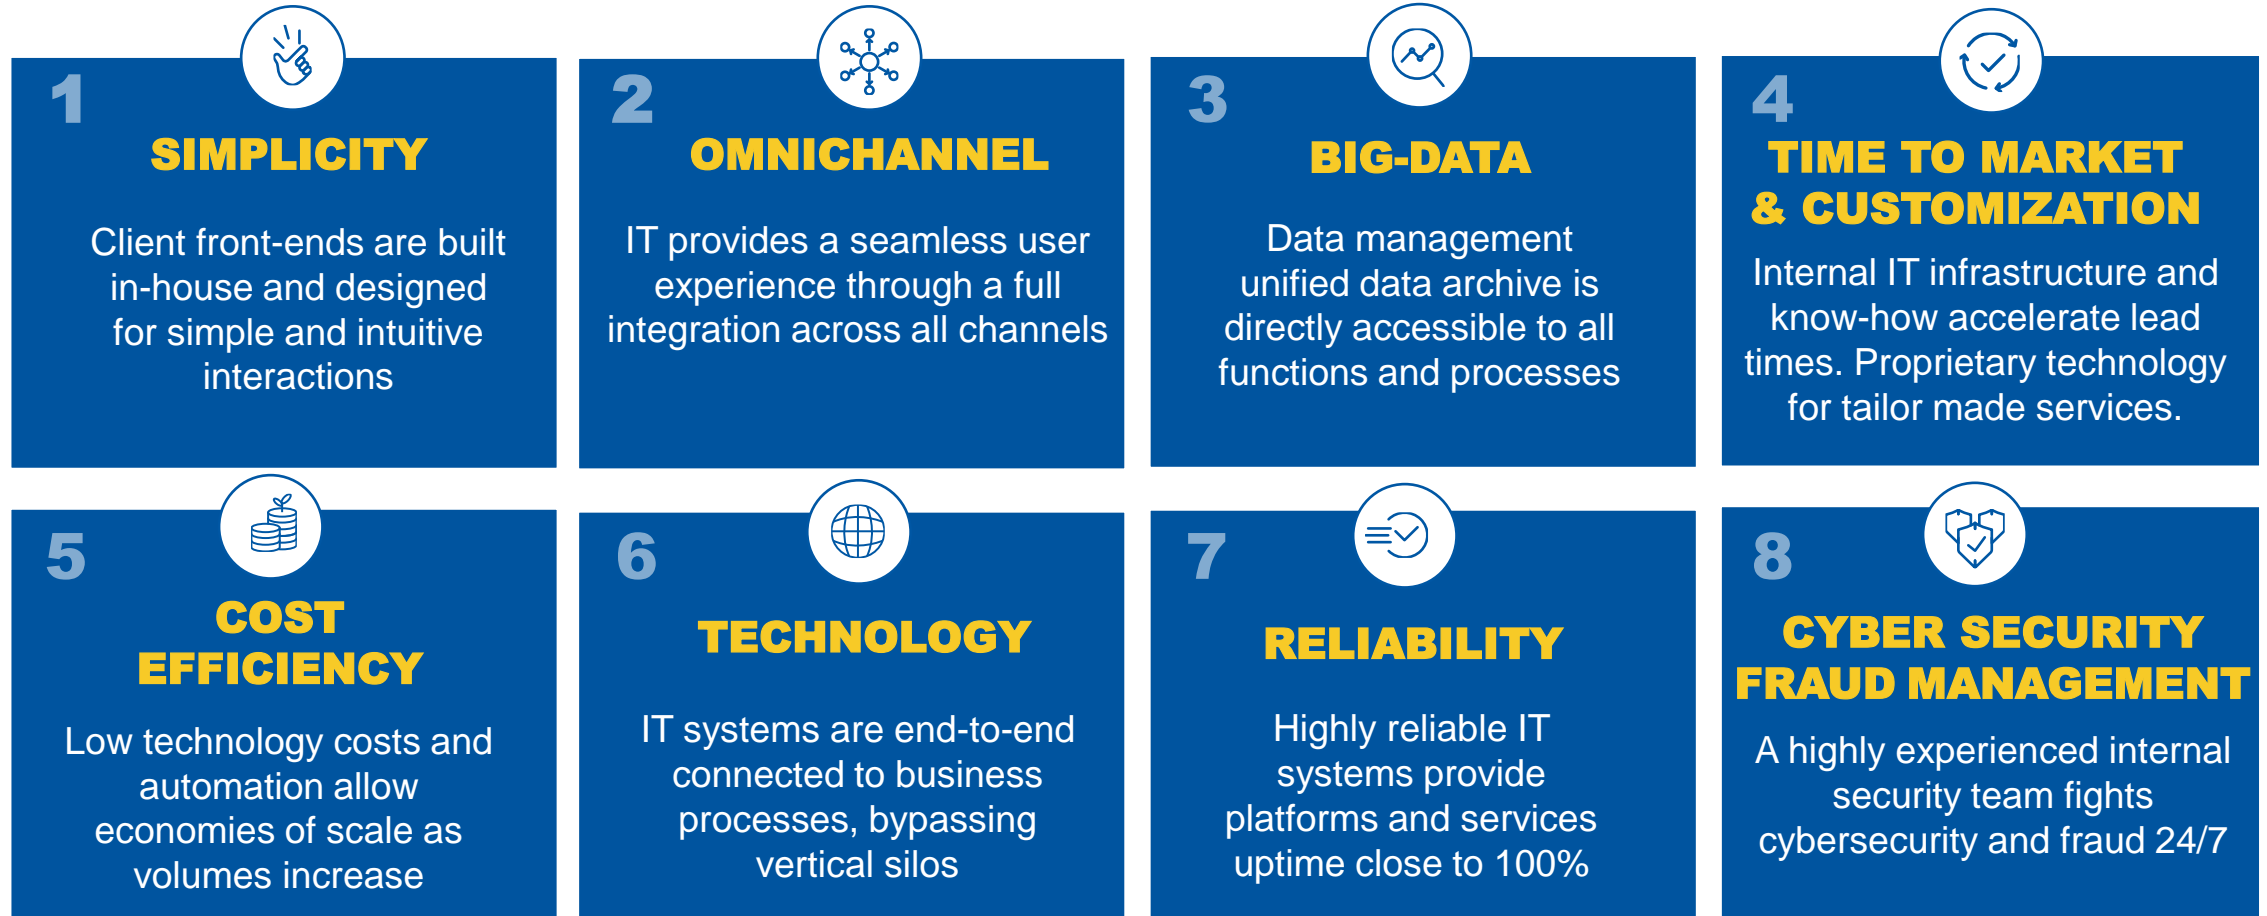 1
SIMPLICITY
Client front-ends are built
in-house and designed
for simple and intuitive
interactions
2
OMNICHANNEL
IT provides a seamless user
experience through a full
integration across all channels
3
BIG-DATA
Data management
unified data archive is
directly accessible to all
functions and processes
4
TIME TO MARKET
& CUSTOMIZATION
Internal IT infrastructure and
know-how accelerate lead
times. Proprietary technology
for tailor made services.
5
COST
EFFICIENCY
Low technology costs and
automation allow
economies of scale as
volumes increase
6
TECHNOLOGY
IT systems are end-to-end
connected to business
processes, bypassing
vertical silos
7
RELIABILITY
Highly reliable IT
systems provide
platforms and services
uptime close to 100%
8
CYBER SECURITY
FRAUD MANAGEMENT
A highly experienced internal
security team fights
cybersecurity and fraud 24/7